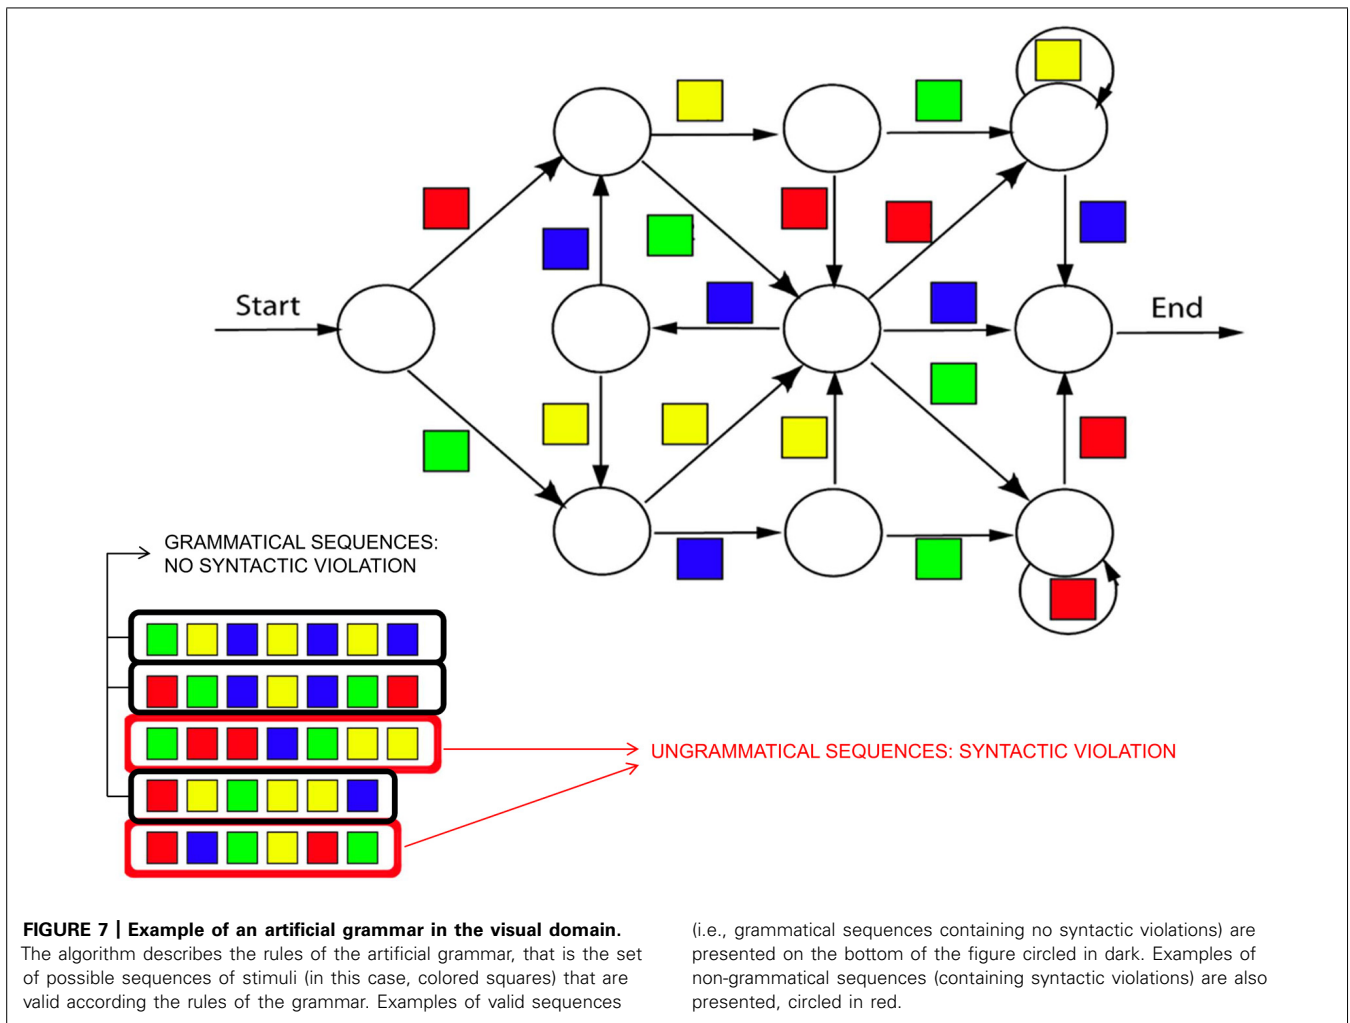 Start
End
GRAMMATICAL SEQUENCES:
NO SYNTACTIC VIOLATION
UNGRAMMATICAL SEQUENCES: SYNTACTIC VIOLATION
FIGURE 7 | Example of an artificial grammar in the visual domain.
The algorithm describes the rules of the artificial grammar, that is the set
of possible sequences of stimuli (in this case, colored squares) that are
valid according the rules of the grammar. Examples of valid sequences
(i.e., grammatical sequences containing no syntactic violations) are
presented on the bottom of the figure circled in dark. Examples of
non-grammatical sequences (containing syntactic violations) are also
presented, circled in red.